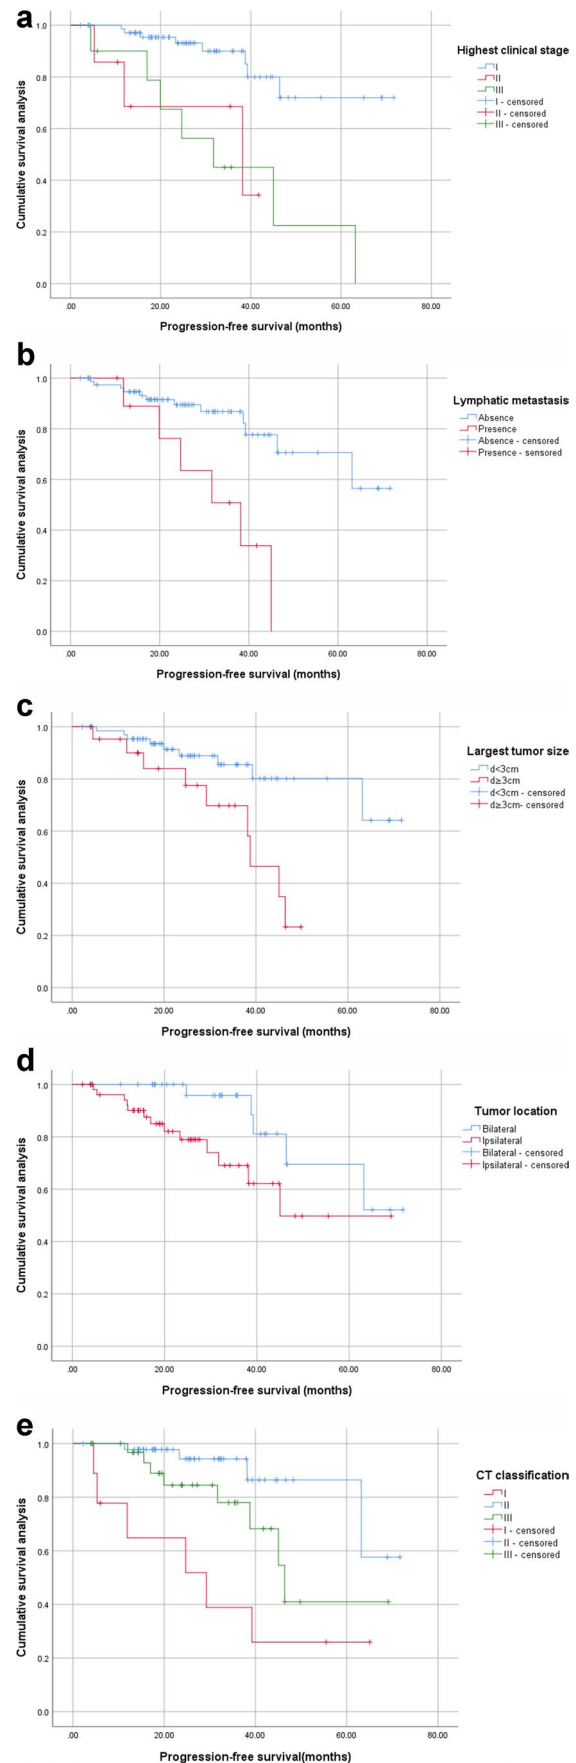 a
Cumulative survival analysis
1.0
0.8
0.6
0.4
0.2
0.0
.00 20.00 40.00 60.00 80.00
Progression-free survival (months)
Highest clinical stage
I
II
III
I - censored
II - censored
III - censored
b
Cumulative survival analysis
1.0
0.8
0.6
0.4
0.2
0.0
.00 20.00 40.00 60.00 80.00
Progression-free survival (months)
Lymphatic metastasis
Absence
Presence
Absence - censored
Presence - sensored
c
Cumulative survival analysis
1.0
0.8
0.6
0.4
0.2
0.0
.00 20.00 40.00 60.00 80.00
Progression-free survival (months)
Largest tumor size
d<3cm
d≥3cm
d<3cm - censored
d≥3cm- censored
d
Cumulative survival analysis
1.0
0.8
0.6
0.4
0.2
0.0
.00 20.00 40.00 60.00 80.00
Progression-free survival (months)
Tumor location
Bilateral
Ipsilateral
Bilateral - censored
Ipsilateral - censored
e
Cumulative survival analysis
1.0
0.8
0.6
0.4
0.2
0.0
.00 20.00 40.00 60.00 80.00
Progression-free survival(months)
CT classification
I
II
III
I - censored
II - censored
III - censored